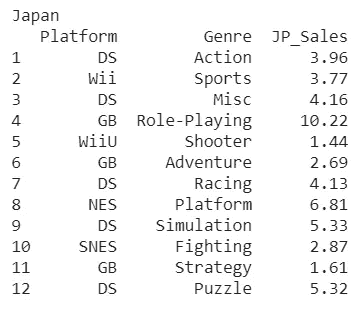 Japan
Platform Genre JP_Sales
1 DS Action 3.96
2 Wii Sports 3.77
3 DS Misc 4.16
4 GB Role-Playing 10.22
5 WiiU Shooter 1.44
6 GB Adventure 2.69
7 DS Racing 4.13
8 NES Platform 6.81
9 DS Simulation 5.33
10 SNES Fighting 2.87
11 GB Strategy 1.61
12 DS Puzzle 5.32